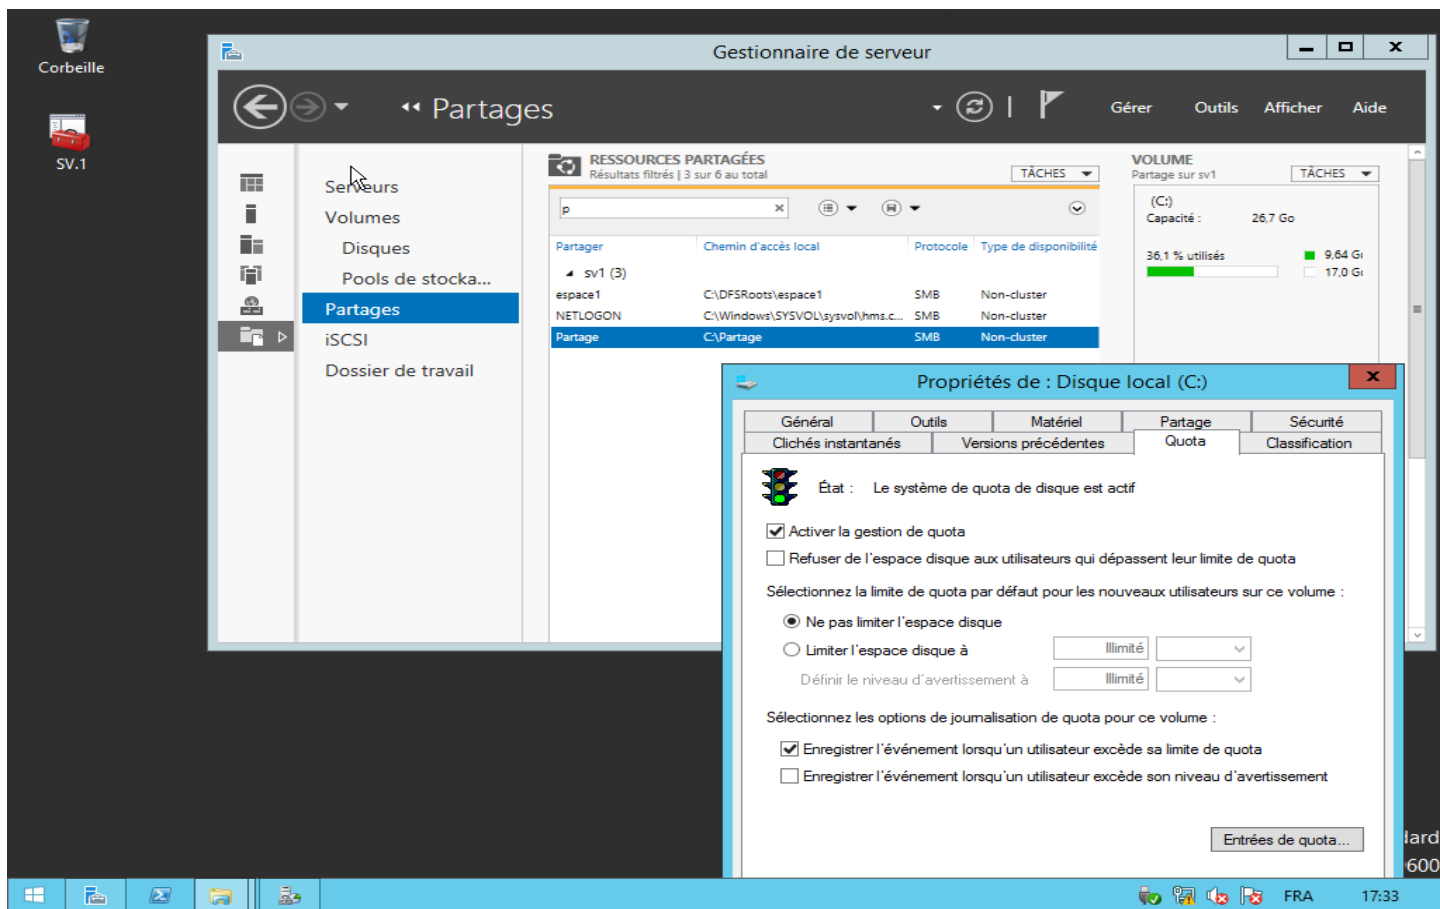 Corbeille
SV.1
Gestionnaire de serveur
Partages
Gérer Outils Afficher Aide
Serveurs
Volumes
Disques
Pools de stocka...
Partages
iSCSI
Dossier de travail
RESSOURCES PARTAGÉES
Résultats filtrés | 3 sur 6 au total
TÂCHES
p
Partager Chemin d'accès local Protocole Type de disponibilité
sv1 (3)
espace1 C:\DFSRoots\espace1 SMB Non-cluster
NETLOGON C:\Windows\SYSVOL\sysvol\hms.c... SMB Non-cluster
Partage C:\Partage SMB Non-cluster
VOLUME
Partage sur sv1
TÂCHES
(C:)
Capacité : 26,7 Go
36,1 % utilisés 9,64 G
17,0 G
Propriétés de : Disque local (C:)
Général Outils Matériel Partage Sécurité
Clichés instantanés Versions précédentes Quota Classification
État : Le système de quota de disque est actif
Activer la gestion de quota
Refuser de l'espace disque aux utilisateurs qui dépassent leur limite de quota
Sélectionnez la limite de quota par défaut pour les nouveaux utilisateurs sur ce volume :
Ne pas limiter l'espace disque
Limiter l'espace disque à Illimité
Définir le niveau d'avertissement à Illimité
Sélectionnez les options de journalisation de quota pour ce volume :
Enregistrer l'événement lorsqu'un utilisateur excède sa limite de quota
Enregistrer l'événement lorsqu'un utilisateur excède son niveau d'avertissement
Entrées de quota...
dard
600
FRA 17:33